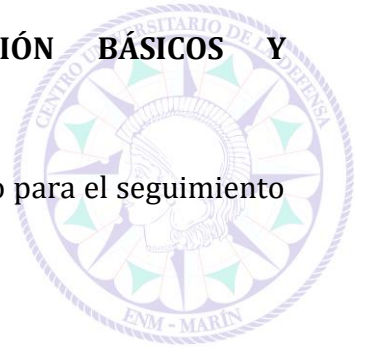 IÓN BÁSICOS Y
o para el seguimiento
CENTRO UNIVERSITARIO DE LA DEFENSA
ENM - MARÍN